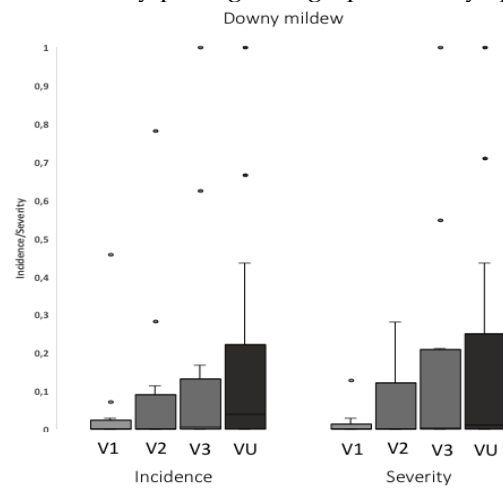 Downy mildew
1
0,9
0,8
0,7
0,6
0,5
0,4
0,3
0,2
0,1
0
Incidence/Severity
V1 V2 V3 VU V1 V2 V3 VU
Incidence Severity